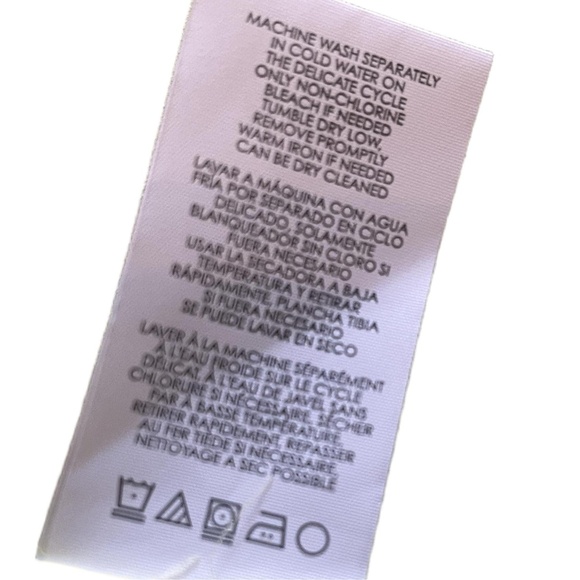 MACHINE WASH SEPARATELY
IN COLD WATER ON
THE DELICATE CYCLE
ONLY NON-CHLORINE
BLEACH IF NEEDED
TUMBLE DRY LOW,
REMOVE PROMPTLY
WARM IRON IF NEEDED
CAN BE DRY CLEANED
LAVAR A MÁQUINA CON AGUA
FRÍA POR SEPARADO EN CICLO
DELICADO, SOLAMENTE
BLANQUEADOR SIN CLORO SI
FUERA NECESARIO
USAR LA SECADORA A BAJA
TEMPERATURA Y RETIRAR
RÁPIDAMENTE, PLANCHA TIBIA
SI FUERA NECESARIO
SE PUEDE LAVAR EN SECO
LAVER À LA MACHINE SÉPARÉMENT
À L'EAU FROIDE SUR LE CYCLE
DÉLICAT, À L'EAU DE JAVEL SANS
CHLORURE SI NÉCESSAIRE, SÉCHER
PAR À BASSE TEMPÉRATURE,
RETIRER RAPIDEMENT, REPASSER
AU FER TIÈDE SI NÉCESSAIRE,
NETTOYAGE A SEC POSSIBLE